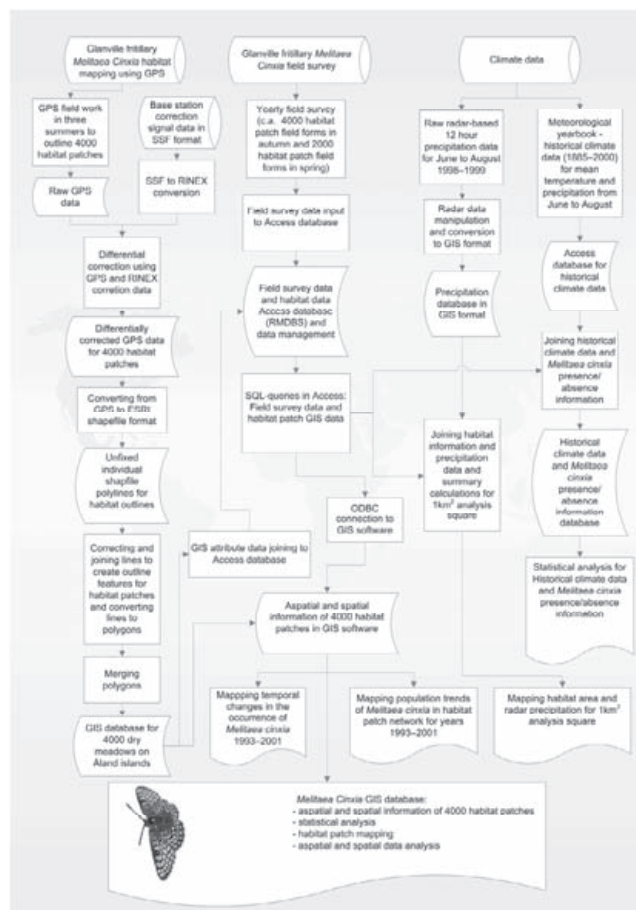 Glanville fritillary
Melitaea Cinxia habitat
mapping using GPS
GPS field work
in three
summers to
outline 4000
habitat patches
Base station
correction
signal data in
SSF format
Raw GPS
data
SSF to RINEX
conversion
Differential
correction using
GPS and RINEX
correlion data
Differentially
corrected GPS data
for 4000 habitat
patches
Converting from
GPS to ESRI
shapefile format
Unfixed
individual
shapfile
polylines for
habitat outlines
Correcting and
joining lines to
create outline
features for
habitat patches
and converting
lines to
polygons
Merging
polygons
GIS database for
4000 dry
meadows on
Åland islands
Glanville fritillary Melitaea
Cinxia field survey
Yearly field survey
(c.a. 4000 habitat
patch field forms in
autumn and 2000
habitat patch field
forms in spring)
Field survey data input
to Access database
Field survey data
and habitat data
Access database
(RMDBS) and
data management
SQL-queries in Access:
Field survey data and
habitat patch GIS data
ODBC
connection to
GIS software
GIS attribute data joining to
Access database
Aspatial and spatial
information of 4000 habitat
patches in GIS software
Climate data
Raw radar-based
12 hour
precipitation data
for June to August
1998–1999
Radar data
manipulation
and conversion
to GIS format
Precipitation
database in
GIS format
Joining habitat
information and
precipitation
data and
summary
calculations for
1km² analysis
square
Meteorological
yearbook -
historical climate
data (1885–2000)
for mean
temperature and
precipitation from
June to August
Access
database for
historical
climate data
Joining historical
climate data and
Melitaea cinxia
presence/
absence
information
Historical
climate data
and Melitaea
cinxia
presence/
absence
information
database
Statistical analysis for
Historical climate data
and Melitaea cinxia
presence/absence
information
Mappping temporal
changes in the
occurrence of
Melitaea cinxia
1993–2001
Mapping population trends
of Melitaea cinxia in habitat
patch network for years
1993–2001
Mapping habitat area and
radar precipitation for 1km²
analysis square
Melitaea Cinxia GIS database:
- aspatial and spatial information of 4000 habitat patches
- statistical analysis
- habitat patch mapping
- aspatial and spatial data analysis